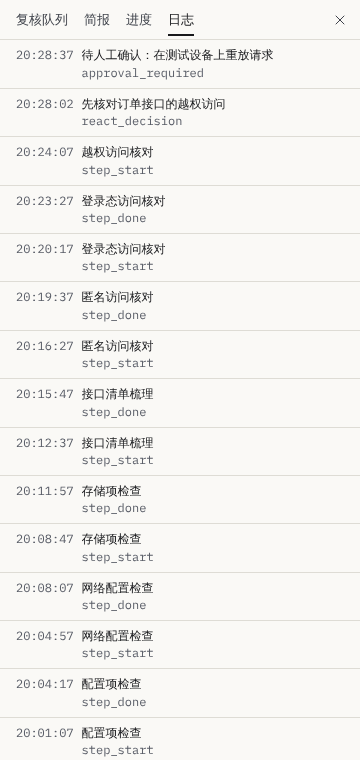 复核队列 简报 进度 日志
20:28:37 待人工确认：在测试设备上重放请求
approval_required
20:28:02 先核对订单接口的越权访问
react_decision
20:24:07 越权访问核对
step_start
20:23:27 登录态访问核对
step_done
20:20:17 登录态访问核对
step_start
20:19:37 匿名访问核对
step_done
20:16:27 匿名访问核对
step_start
20:15:47 接口清单梳理
step_done
20:12:37 接口清单梳理
step_start
20:11:57 存储项检查
step_done
20:08:47 存储项检查
step_start
20:08:07 网络配置检查
step_done
20:04:57 网络配置检查
step_start
20:04:17 配置项检查
step_done
20:01:07 配置项检查
step_start